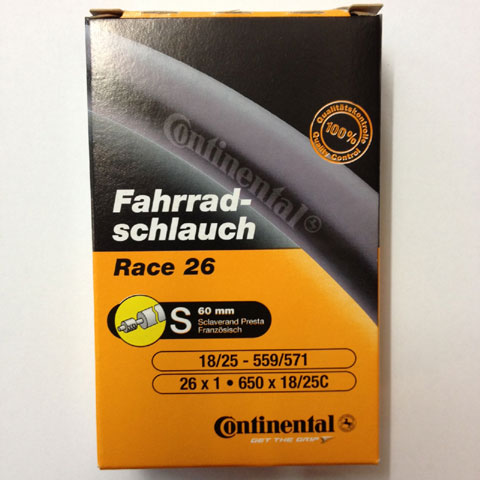 Continental
Qualitätskontrolle
100%
Quality Control
Fahrrad-
schlauch
Race 26
S
60 mm
Sclaverand Presta
Französisch
18/25 - 559/571
26 x 1 • 650 x 18/25C
Continental
GET THE GRIP